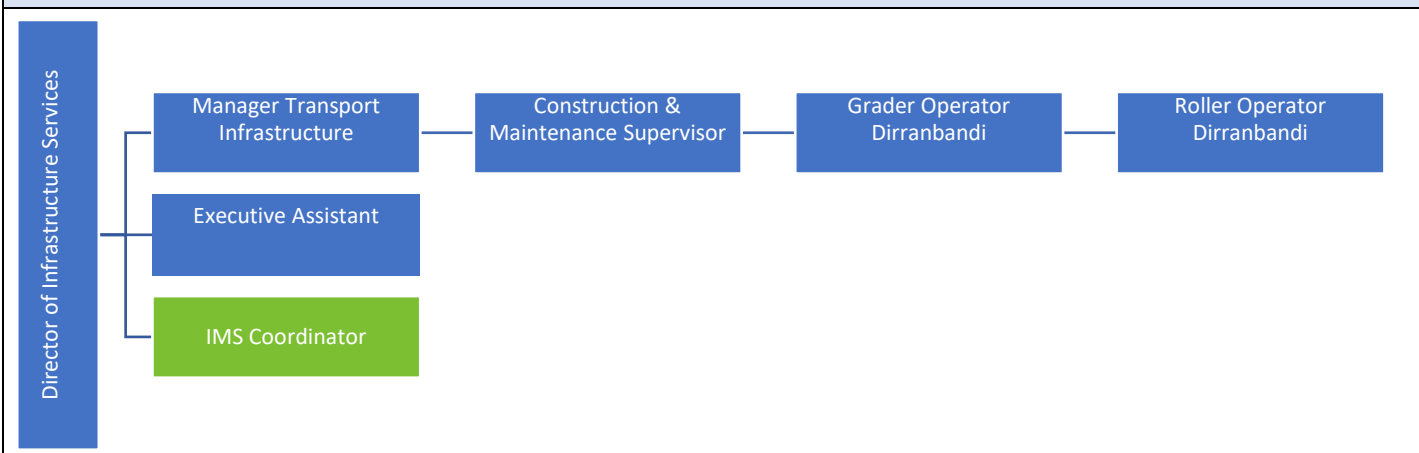 Director of Infrastructure Services
Manager Transport
Infrastructure
Construction &
Maintenance Supervisor
Grader Operator
Dirranbandi
Roller Operator
Dirranbandi
Executive Assistant
IMS Coordinator